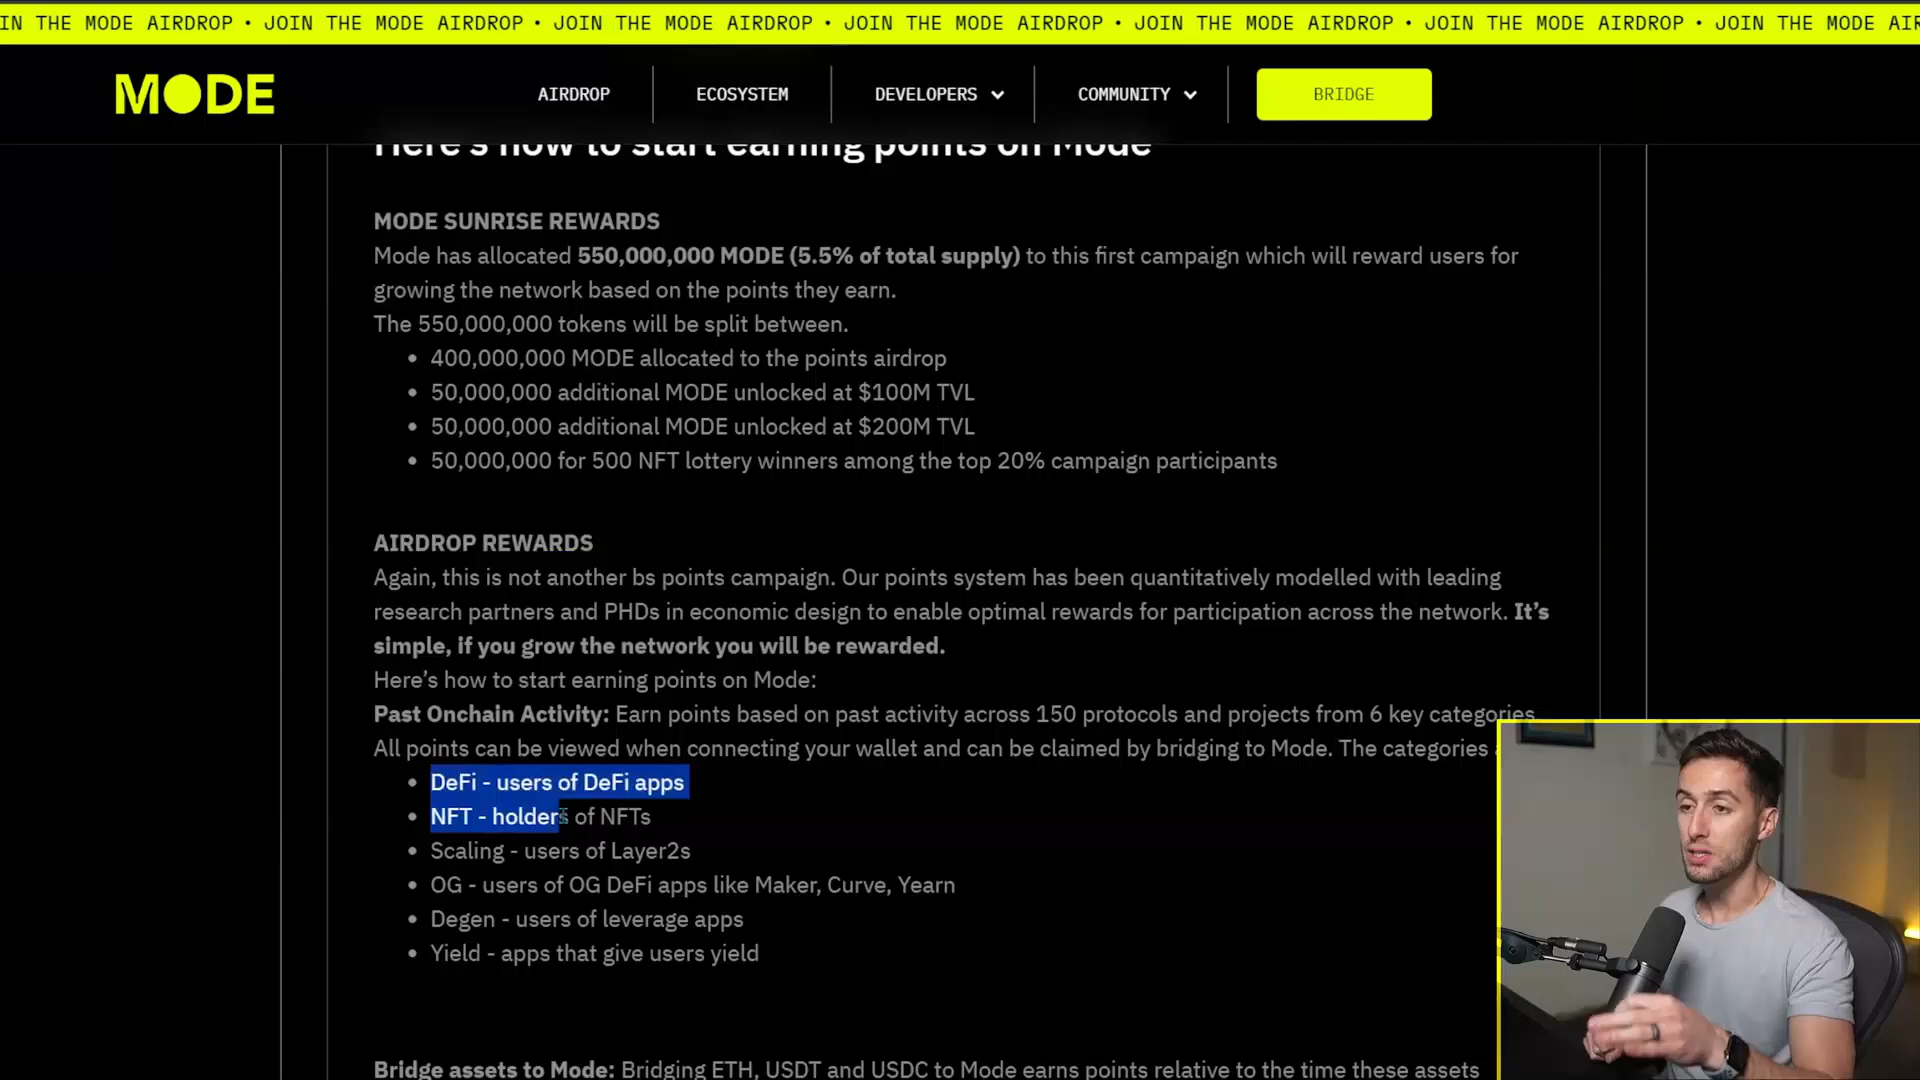 IN THE MODE AIRDROP • JOIN THE MODE AIRDROP • JOIN THE MODE AIRDROP • JOIN THE MODE AIRDROP • JOIN THE MODE AIRDROP • JOIN THE MODE AIRDROP • JOIN THE MODE AIR
MODE
AIRDROP ECOSYSTEM DEVELOPERS COMMUNITY BRIDGE
Here's how to start earning points on Mode
MODE SUNRISE REWARDS
Mode has allocated 550,000,000 MODE (5.5% of total supply) to this first campaign which will reward users for
growing the network based on the points they earn.
The 550,000,000 tokens will be split between.
• 400,000,000 MODE allocated to the points airdrop
• 50,000,000 additional MODE unlocked at $100M TVL
• 50,000,000 additional MODE unlocked at $200M TVL
• 50,000,000 for 500 NFT lottery winners among the top 20% campaign participants
AIRDROP REWARDS
Again, this is not another bs points campaign. Our points system has been quantitatively modelled with leading
research partners and PHDs in economic design to enable optimal rewards for participation across the network. It’s
simple, if you grow the network you will be rewarded.
Here’s how to start earning points on Mode:
Past Onchain Activity: Earn points based on past activity across 150 protocols and projects from 6 key categories
All points can be viewed when connecting your wallet and can be claimed by bridging to Mode. The categories
• DeFi - users of DeFi apps
• NFT - holders of NFTs
• Scaling - users of Layer2s
• OG - users of OG DeFi apps like Maker, Curve, Yearn
• Degen - users of leverage apps
• Yield - apps that give users yield
Bridge assets to Mode: Bridging ETH, USDT and USDC to Mode earns points relative to the time these assets